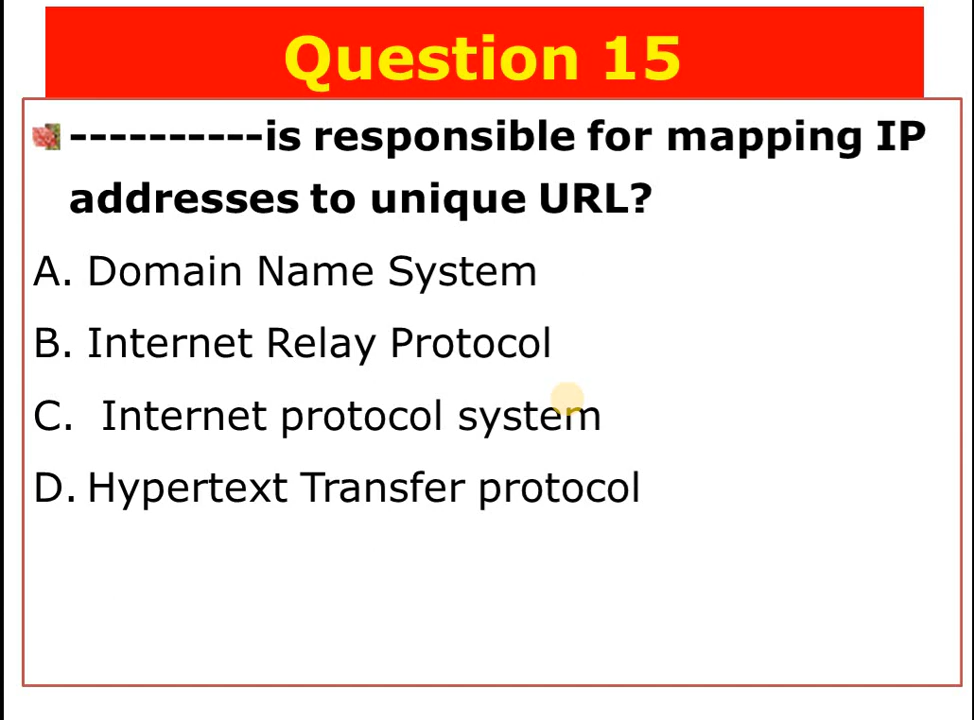 Question 15
----------is responsible for mapping IP
addresses to unique URL?
A. Domain Name System
B. Internet Relay Protocol
C. Internet protocol system
D. Hypertext Transfer protocol